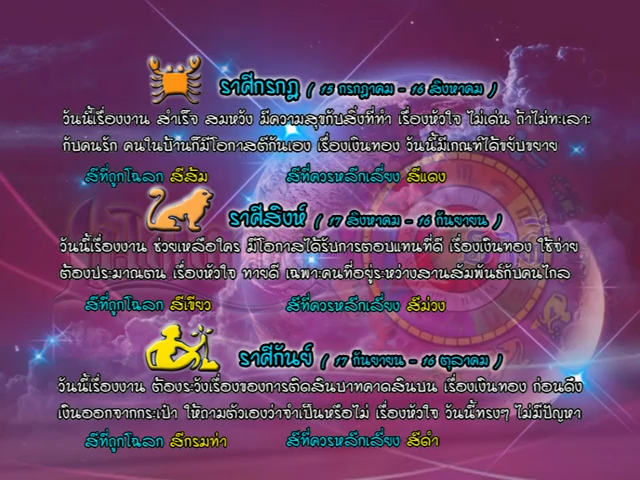 ราศีกรกฎ ( 15 กรกฎาคม - 16 สิงหาคม )
วันนี้เรื่องงาน สำเร็จ สมหวัง มีความสุขกับสิ่งที่ทำ เรื่องหัวใจ ไม่เด่น ถ้าไม่ทะเลาะ
กับคนรัก คนในบ้านก็มีโอกาสตีกันเอง เรื่องเงินทอง วันนี้มีเกณฑ์ได้ขยับขยาย
สีที่ถูกโฉลก สีส้ม สีที่ควรหลีกเลี่ยง สีแดง
ราศีสิงห์ ( 17 สิงหาคม - 16 กันยายน )
วันนี้เรื่องงาน ช่วยเหลือใคร มีโอกาสได้รับการตอบแทนที่ดี เรื่องเงินทอง ใช้จ่าย
ต้องประมาณตน เรื่องหัวใจ ทายดี เฉพาะคนที่อยู่ระหว่างสานสัมพันธ์กับคนไกล
สีที่ถูกโฉลก สีเขียว สีที่ควรหลีกเลี่ยง สีม่วง
ราศีกันย์ ( 17 กันยายน - 16 ตุลาคม )
วันนี้เรื่องงาน ต้องระวังเรื่องของการติดสินบาทคาดสินบน เรื่องเงินทอง ก่อนดึง
เงินออกจากกระเป๋า ให้ถามตัวเองว่าจำเป็นหรือไม่ เรื่องหัวใจ วันนี้ทรงๆ ไม่มีปัญหา
สีที่ถูกโฉลก สีกรมท่า สีที่ควรหลีกเลี่ยง สีดำ